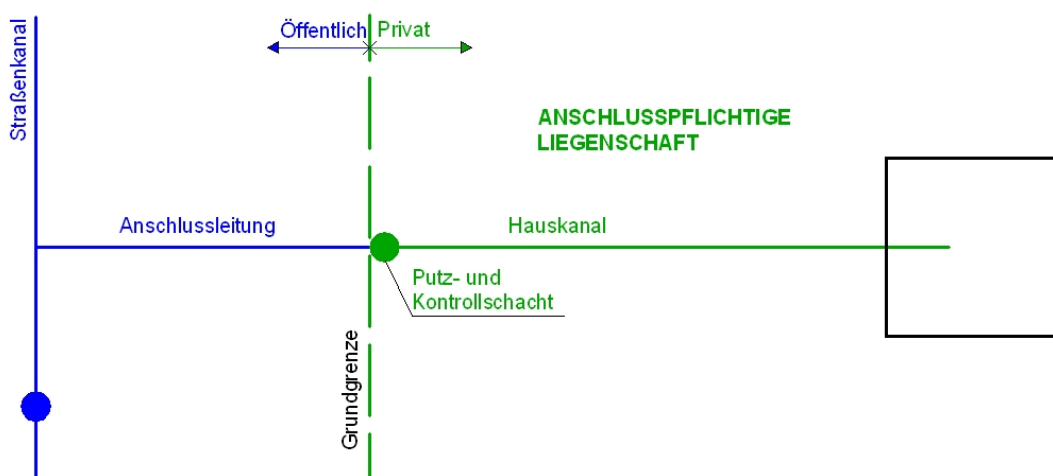 Straßenkanal
Öffentlich
Privat
ANSCHLUSSPFLICHTIGE
LIEGENSCHAFT
Anschlussleitung
Hauskanal
Putz- und
Kontrollschacht
Grundgrenze